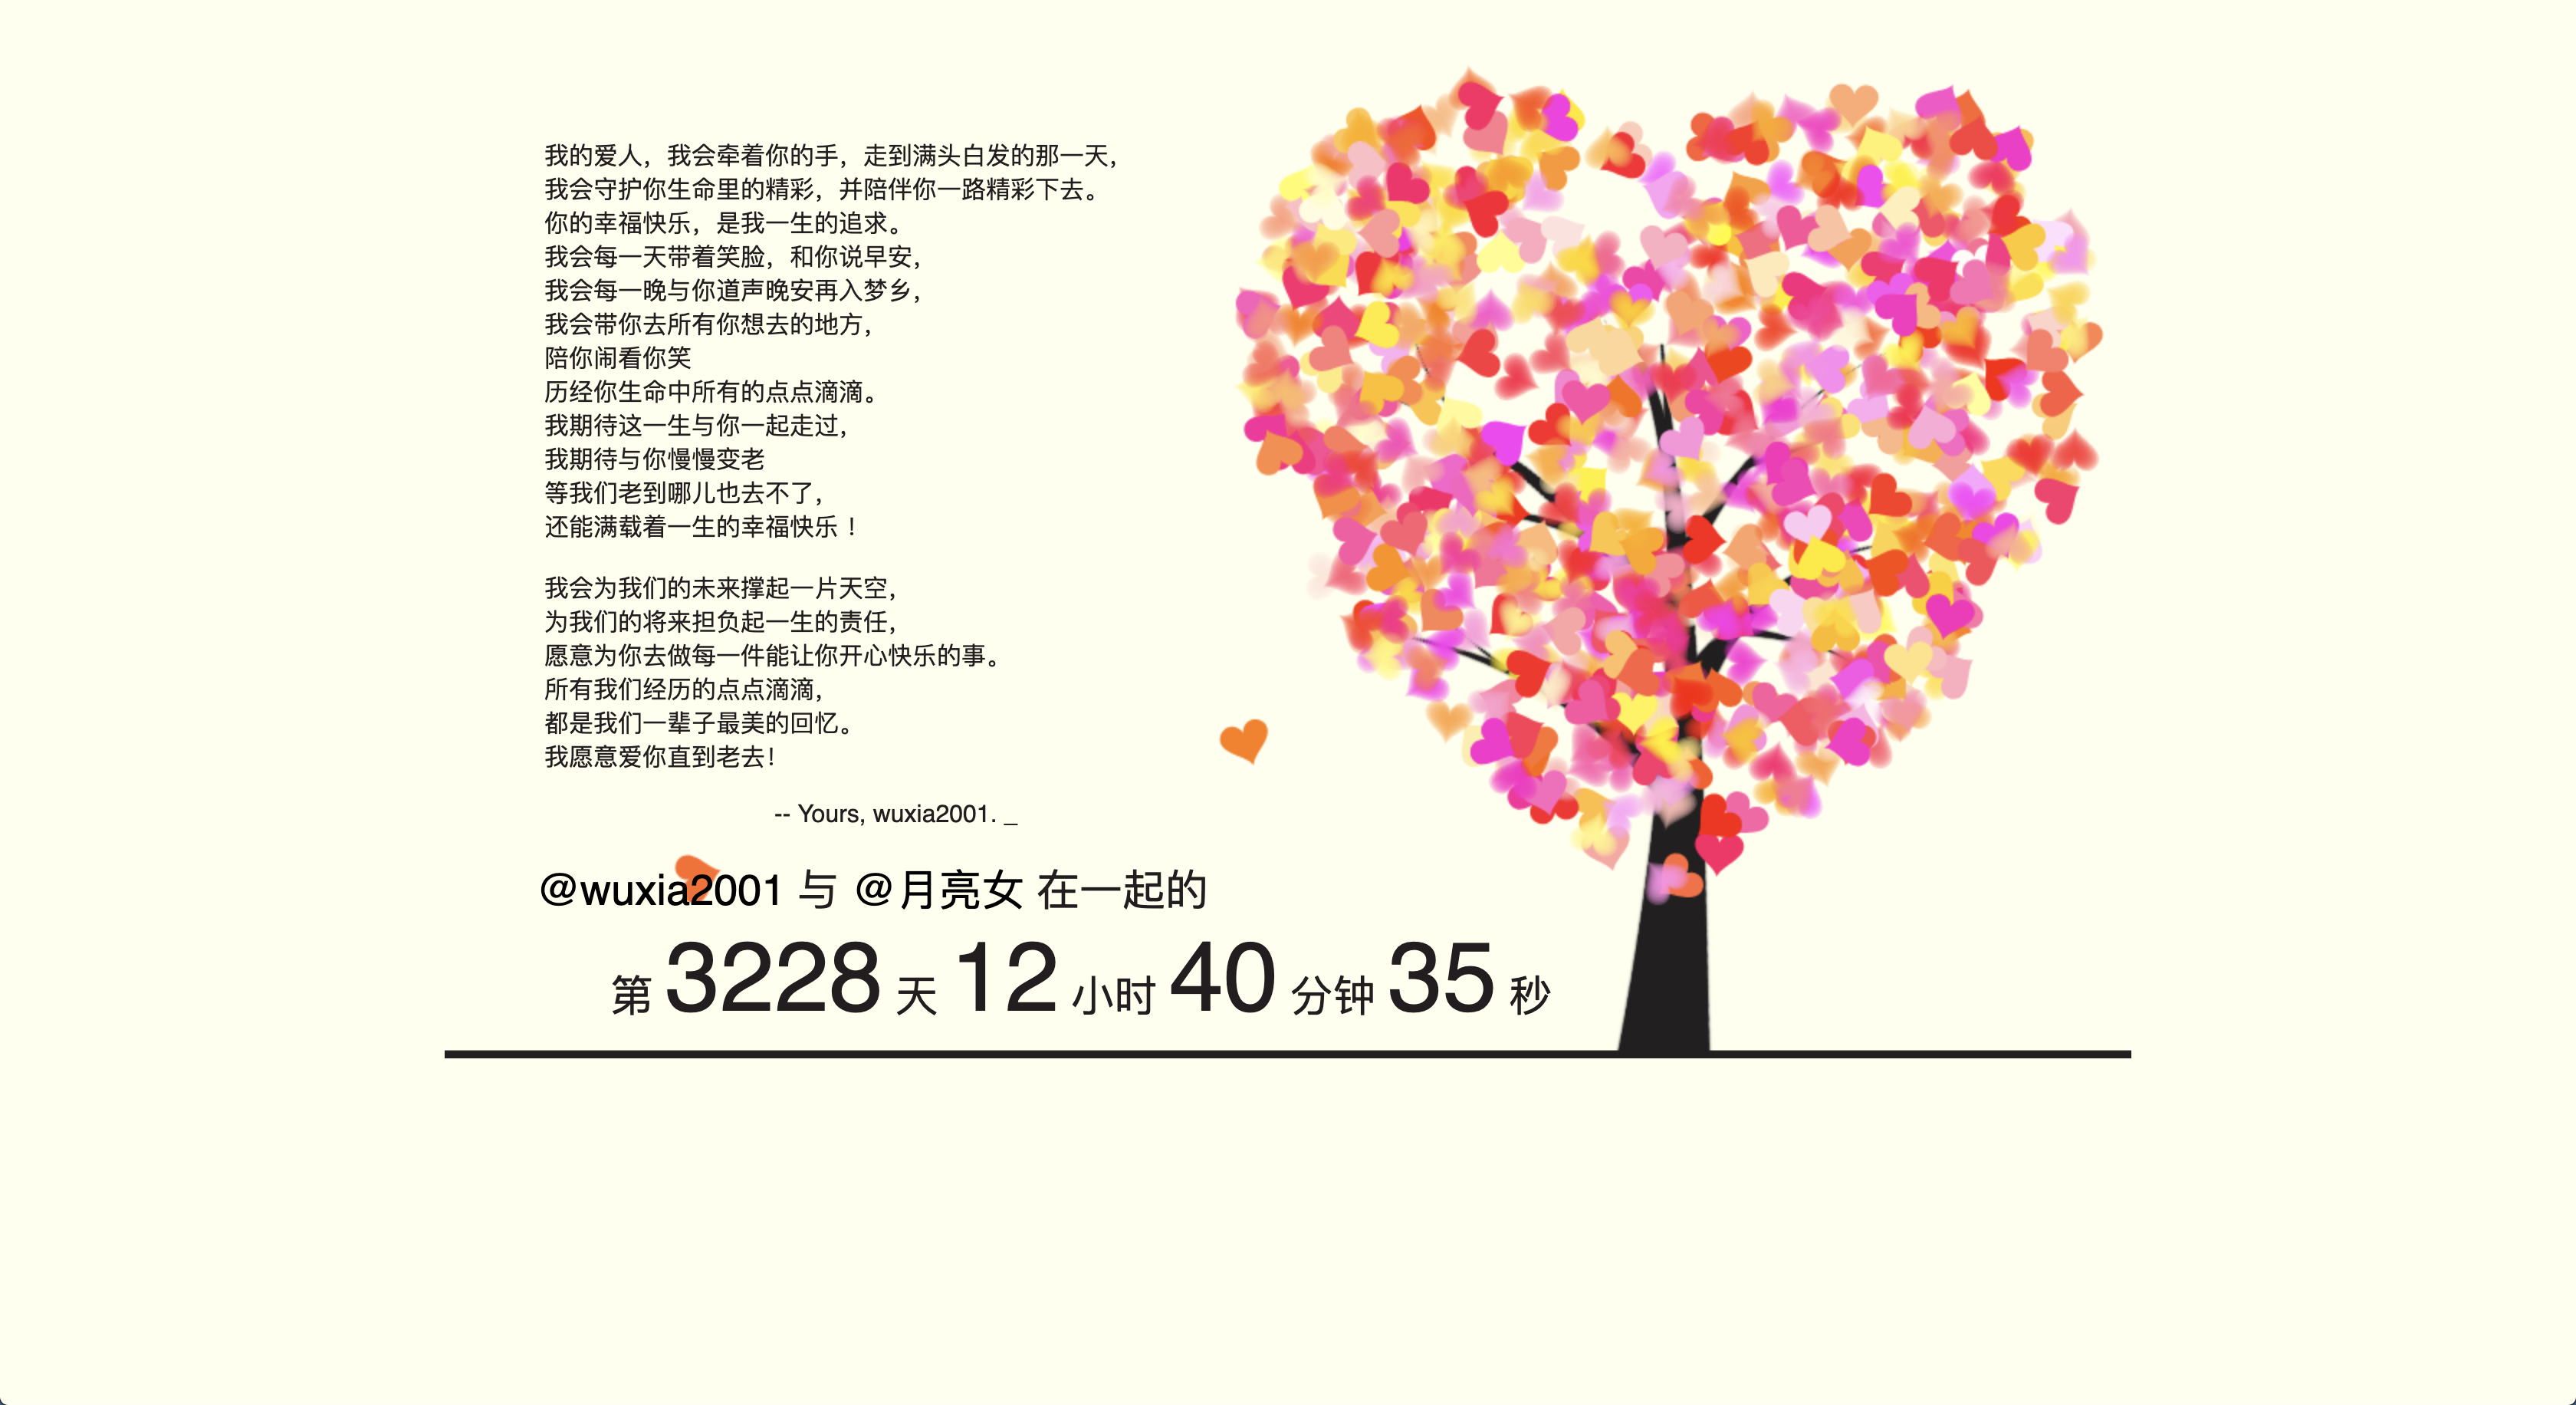 我的爱人，我会牵着你的手，走到满头白发的那一天，
我会守护你生命里的精彩，并陪伴你一路精彩下去。
你的幸福快乐，是我一生的追求。
我会每一天带着笑脸，和你说早安，
我会每一晚与你道声晚安再入梦乡，
我会带你去所有你想去的地方，
陪你闹看你笑
历经你生命中所有的点点滴滴。
我期待这一生与你一起走过，
我期待与你慢慢变老
等我们老到哪儿也去不了，
还能满载着一生的幸福快乐！
我会为我们的未来撑起一片天空，
为我们的将来担负起一生的责任，
愿意为你去做每一件能让你开心快乐的事。
所有我们经历的点点滴滴，
都是我们一辈子最美的回忆。
我愿意爱你直到老去！
-- Yours, wuxia2001. _
@wuxia2001 与 @月亮女 在一起的
第 3228 天 12 小时 40 分钟 35 秒